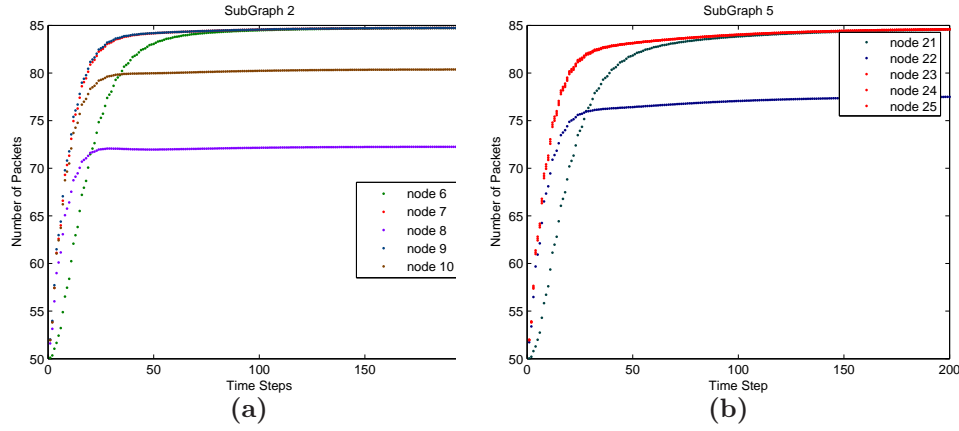 SubGraph 2
85
80
75
70
65
60
55
50
Number of Packets
node 6
node 7
node 8
node 9
node 10
0
50
100
150
Time Steps
(a)
SubGraph 5
85
80
75
70
65
60
55
50
Number of Packets
node 21
node 22
node 23
node 24
node 25
0
50
100
150
200
Time Step
(b)